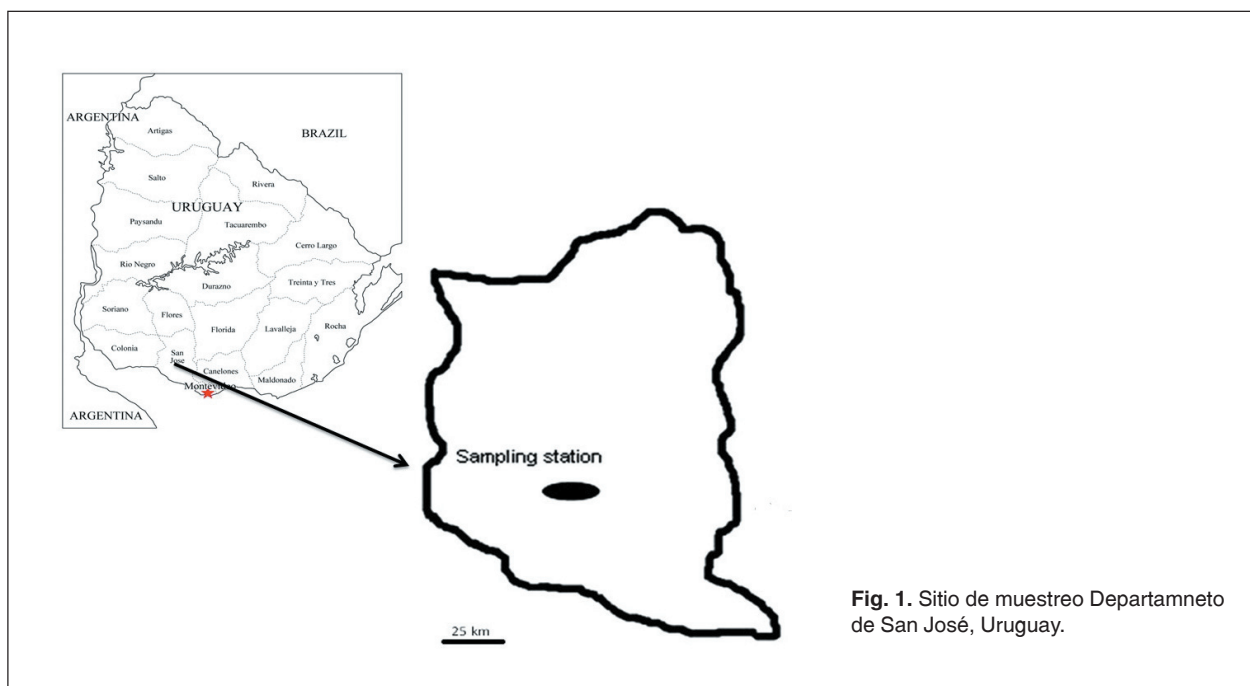 ARGENTINA
BRAZIL
Artigas
Salto
Rivera
URUGUAY
Paysandu
Tacuarembo
Cerro Largo
Rio Negro
Durazno
Treinta y Tres
Soriano
Flores
Florida
Lavalleja
Rocha
Colonia
San
Jose
Canelones
Maldonado
Montevideo
ARGENTINA
Sampling station
25 km
Fig. 1. Sitio de muestreo Departamneto
de San José, Uruguay.